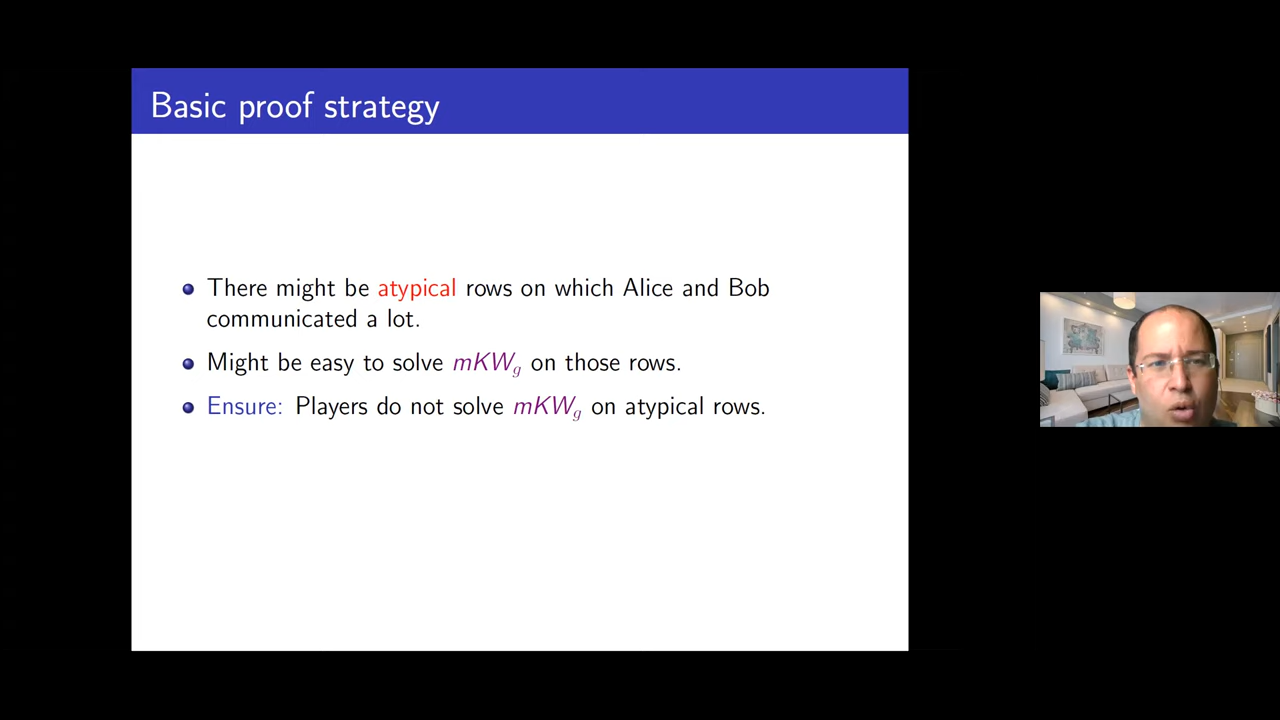 Basic proof strategy
There might be atypical rows on which Alice and Bob
communicated a lot.
Might be easy to solve mKW_g on those rows.
Ensure: Players do not solve mKW_g on atypical rows.